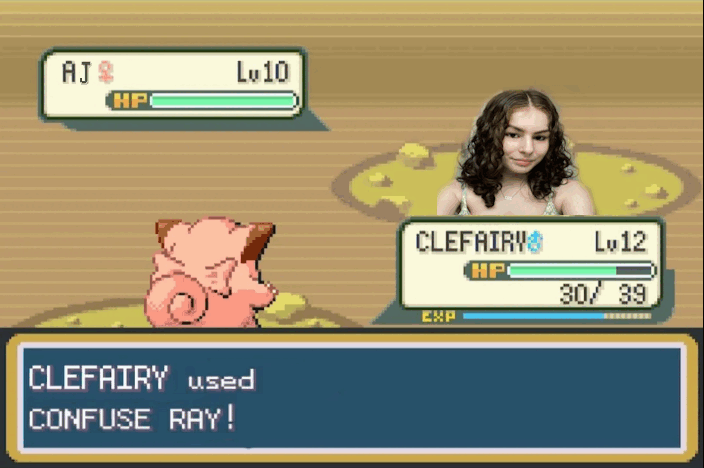 AJ♀ Lv10
HP
CLEFAIRY♂ Lv12
HP
30/ 39
EXP
CLEFAIRY used
CONFUSE RAY!